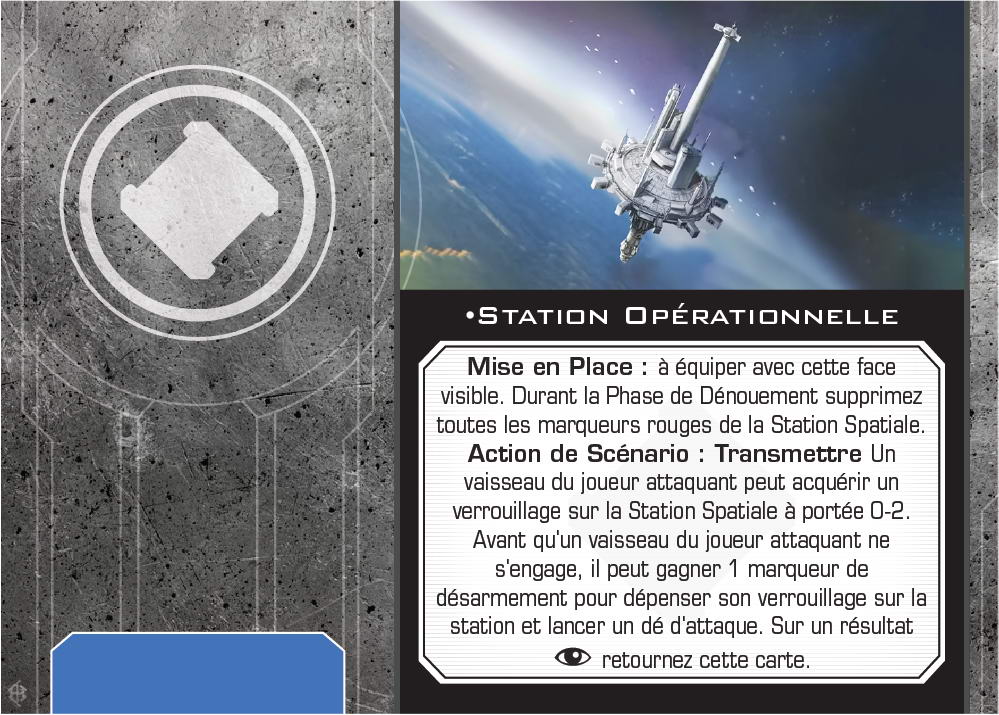 •Station Opérationnelle
Mise en Place : à équiper avec cette face
visible. Durant la Phase de Dénouement supprimez
toutes les marqueurs rouges de la Station Spatiale.
Action de Scénario : Transmettre Un
vaisseau du joueur attaquant peut acquérir un
verrouillage sur la Station Spatiale à portée 0-2.
Avant qu'un vaisseau du joueur attaquant ne
s'engage, il peut gagner 1 marqueur de
désarmement pour dépenser son verrouillage sur la
station et lancer un dé d'attaque. Sur un résultat
retournez cette carte.